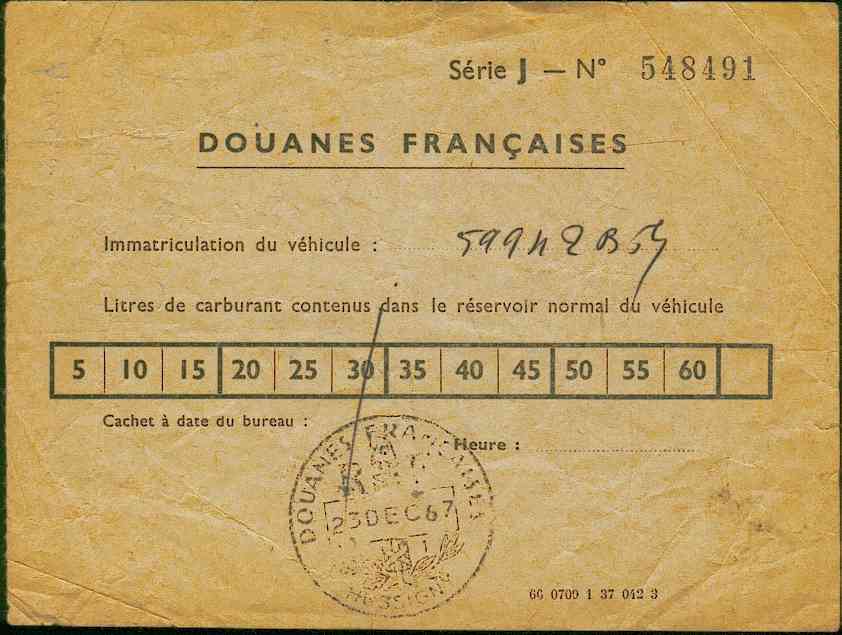 Série J — N° 548491
DOUANES FRANÇAISES
Immatriculation du véhicule :
Litres de carburant contenus dans le réservoir normal du véhicule
5 10 15 20 25 30 35 40 45 50 55 60
Cachet à date du bureau :
Heure :
DOUANES FRANÇAISES
23 DEC 67
66 0709 1 37 042 3